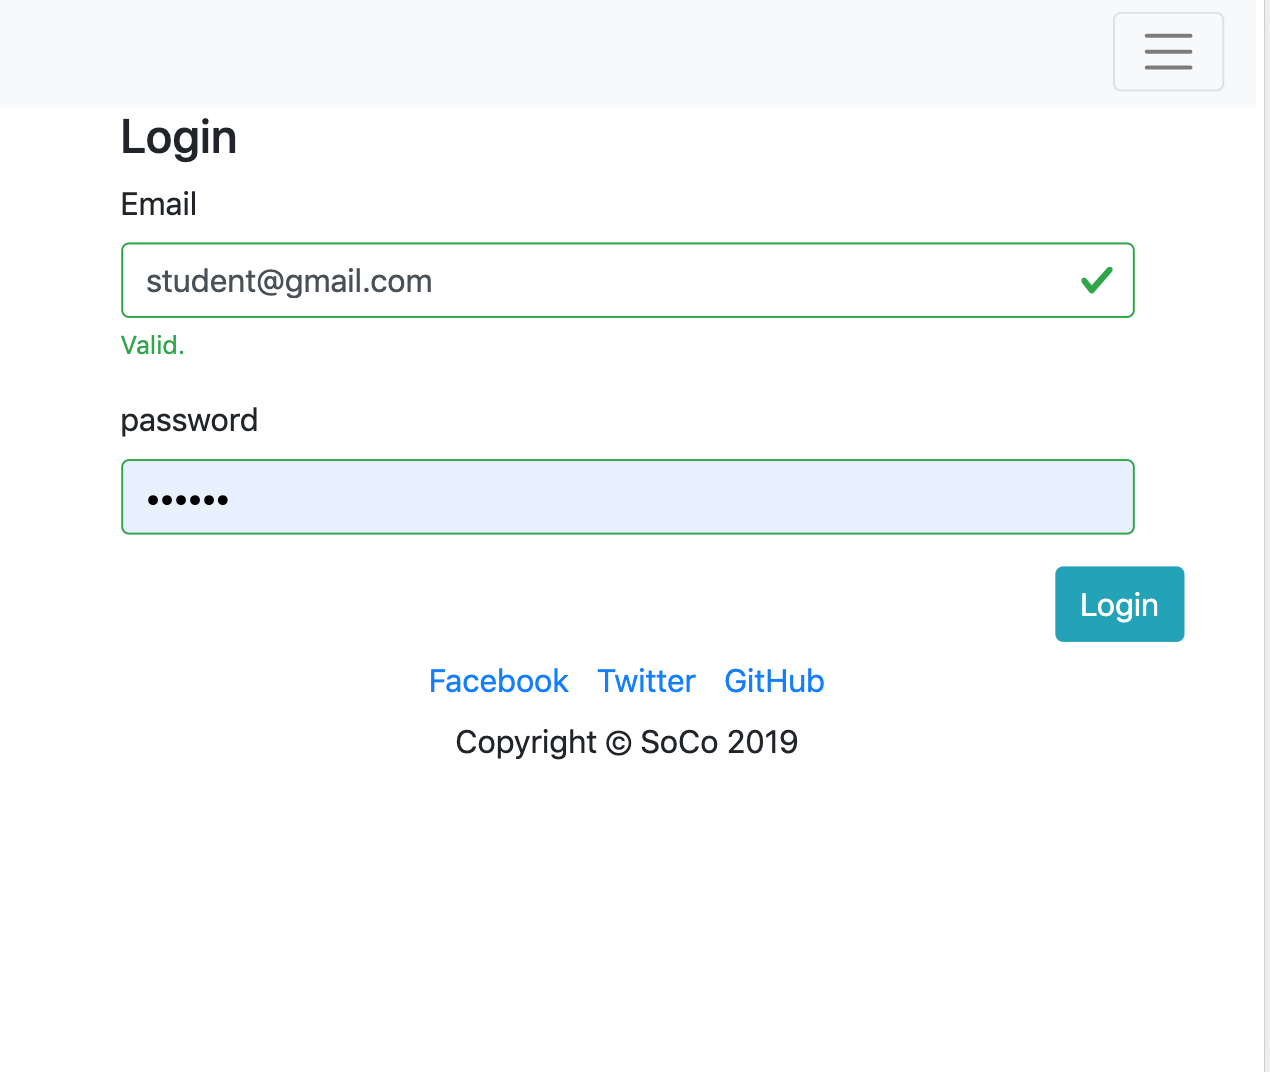 Login
Email
student@gmail.com
Valid.
password
••••••
Login
Facebook Twitter GitHub
Copyright © SoCo 2019